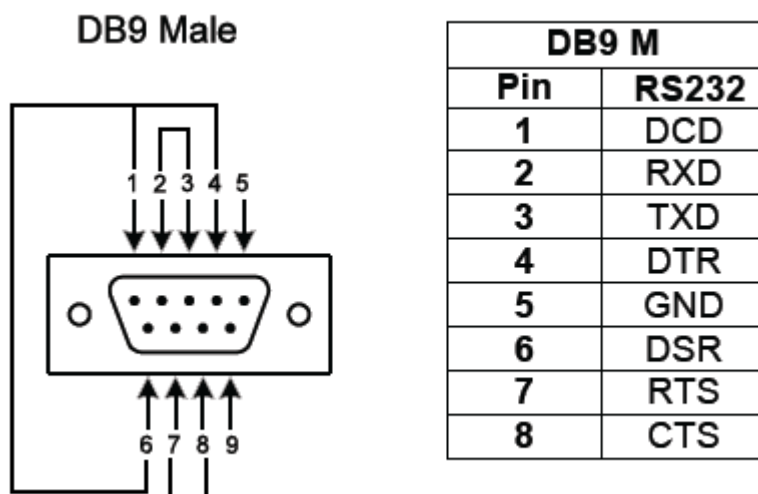 DB9 Male
1 2 3 4 5
6 7 8 9
DB9 M
Pin RS232
1 DCD
2 RXD
3 TXD
4 DTR
5 GND
6 DSR
7 RTS
8 CTS